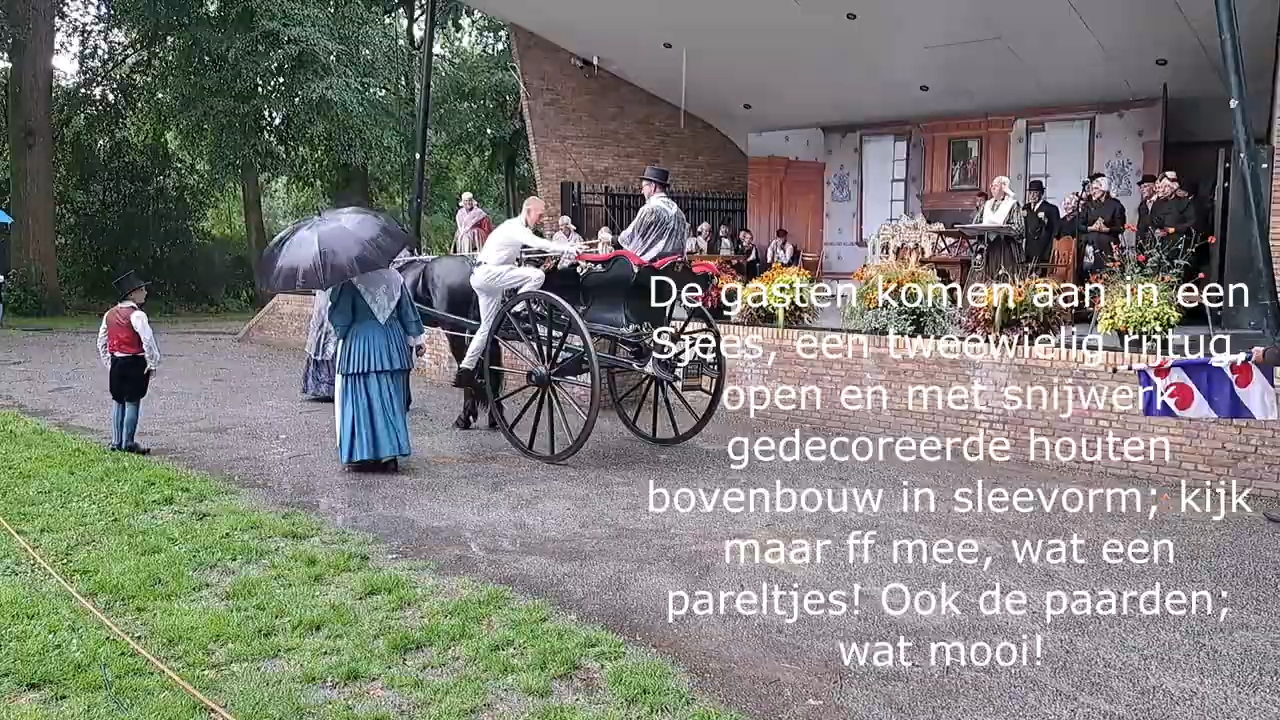 De gasten komen aan in een
Sjees, een tweewielig rijtuig
open en met snijwerk
gedecoreerde houten
bovenbouw in sleevorm; kijk
maar ff mee, wat een
pareltjes! Ook de paarden;
wat mooi!